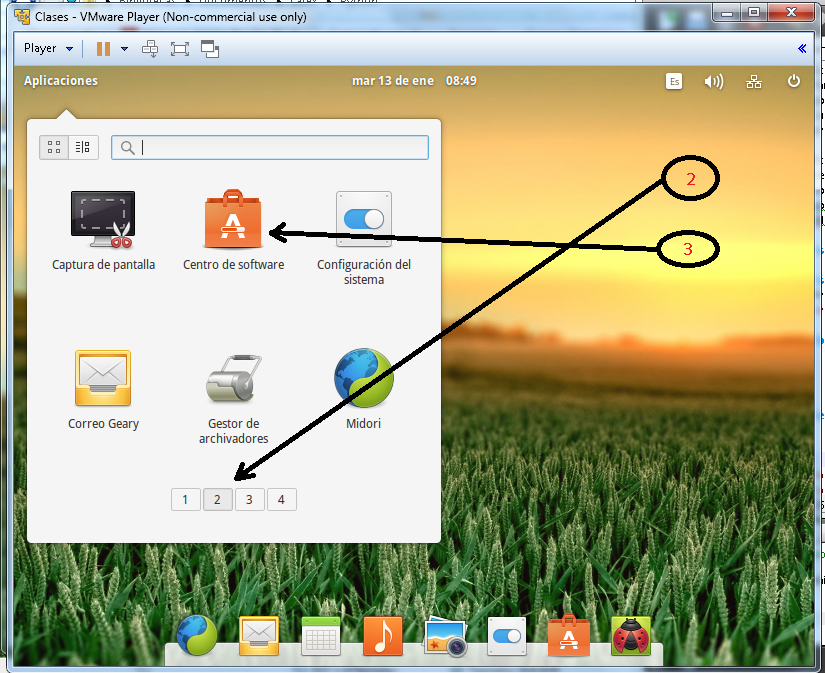 Clases - VMware Player (Non-commercial use only)
Player
Aplicaciones
mar 13 de ene 08:49
Es
2
3
Captura de pantalla
Centro de software
Configuración del
sistema
Correo Geary
Gestor de
archivadores
Midori
1 2 3 4